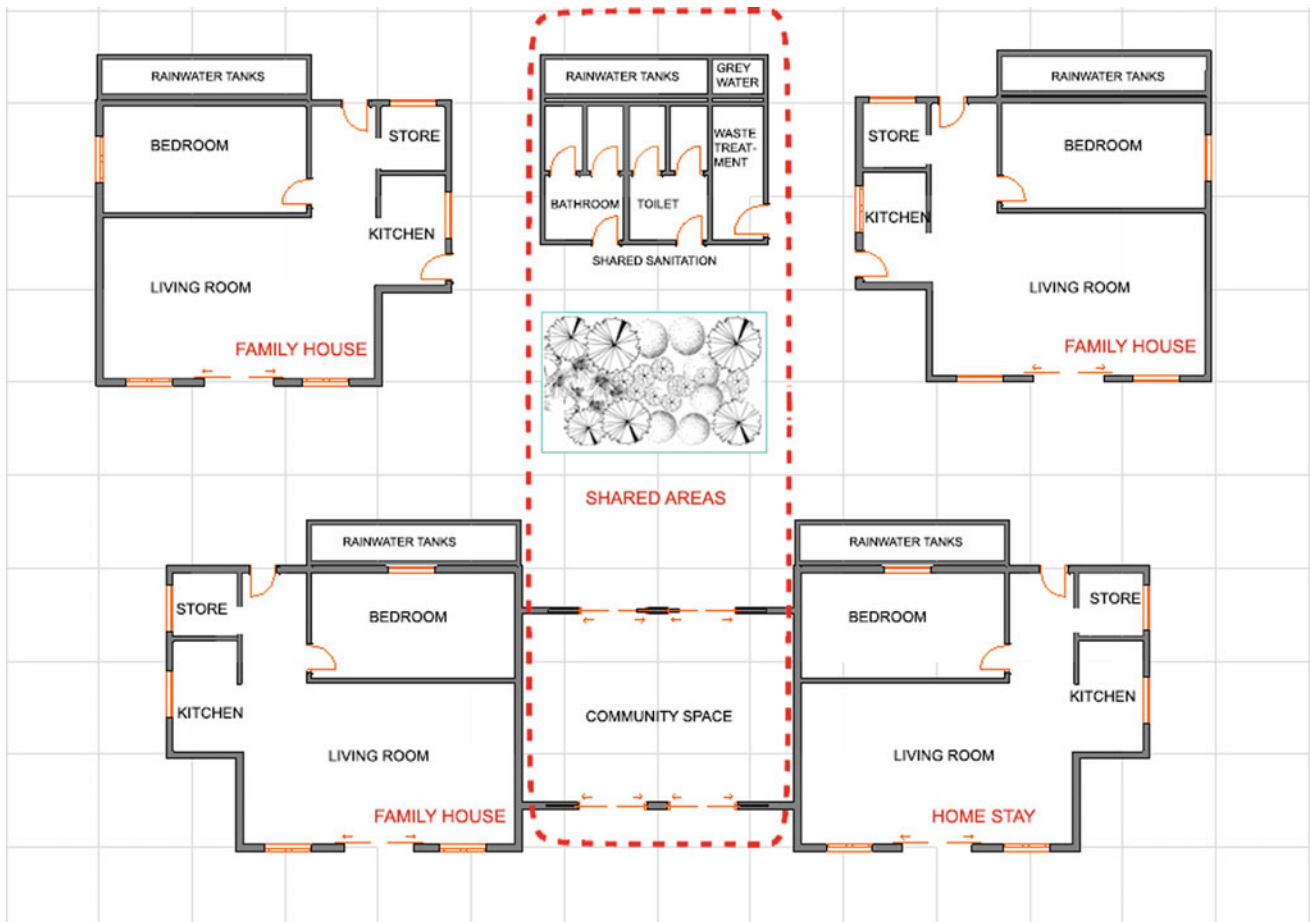 RAINWATER TANKS
BEDROOM
STORE
KITCHEN
LIVING ROOM
FAMILY HOUSE
RAINWATER TANKS
GREY
WATER
WASTE
TREAT-
MENT
BATHROOM
TOILET
SHARED SANITATION
RAINWATER TANKS
STORE
BEDROOM
KITCHEN
LIVING ROOM
FAMILY HOUSE
SHARED AREAS
RAINWATER TANKS
STORE
BEDROOM
KITCHEN
LIVING ROOM
FAMILY HOUSE
COMMUNITY SPACE
RAINWATER TANKS
BEDROOM
STORE
KITCHEN
LIVING ROOM
HOME STAY